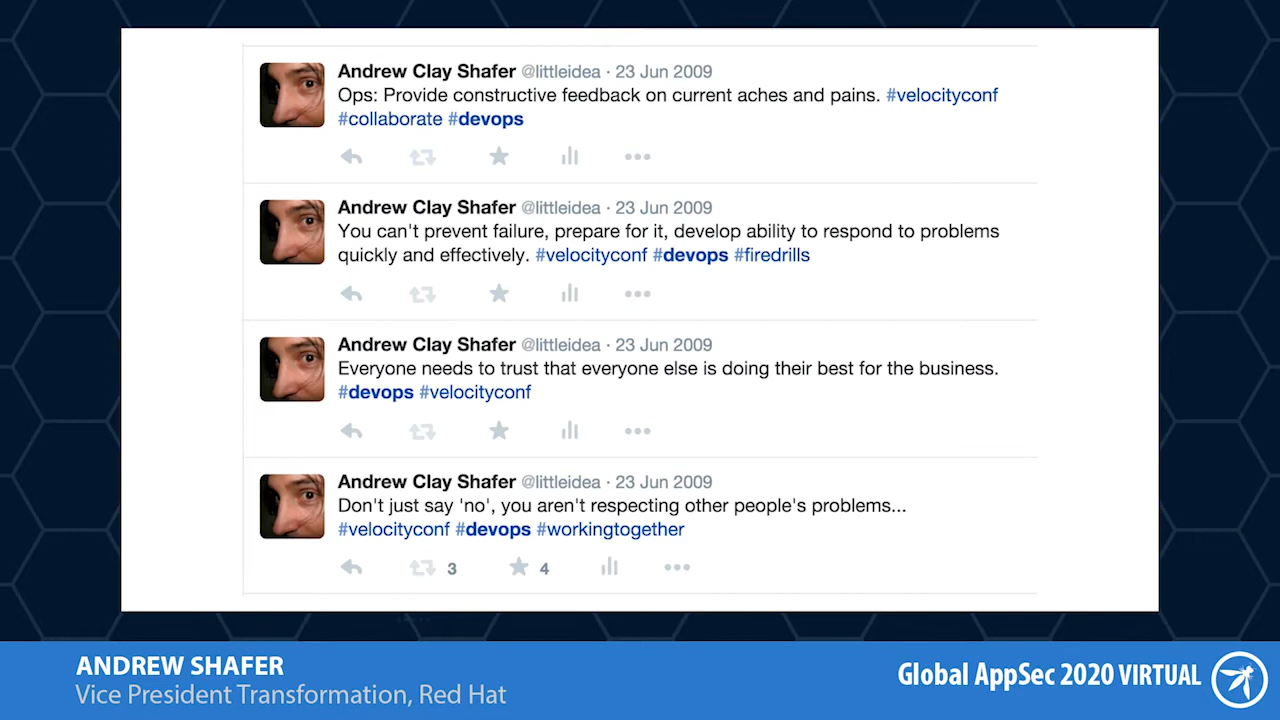 Andrew Clay Shafer @littleidea · 23 Jun 2009
Ops: Provide constructive feedback on current aches and pains. #velocityconf
#collaborate #devops
Andrew Clay Shafer @littleidea · 23 Jun 2009
You can't prevent failure, prepare for it, develop ability to respond to problems
quickly and effectively. #velocityconf #devops #firedrills
Andrew Clay Shafer @littleidea · 23 Jun 2009
Everyone needs to trust that everyone else is doing their best for the business.
#devops #velocityconf
Andrew Clay Shafer @littleidea · 23 Jun 2009
Don't just say 'no', you aren't respecting other people's problems...
#velocityconf #devops #workingtogether
3 4
ANDREW SHAFER
Vice President Transformation, Red Hat
Global AppSec 2020 VIRTUAL